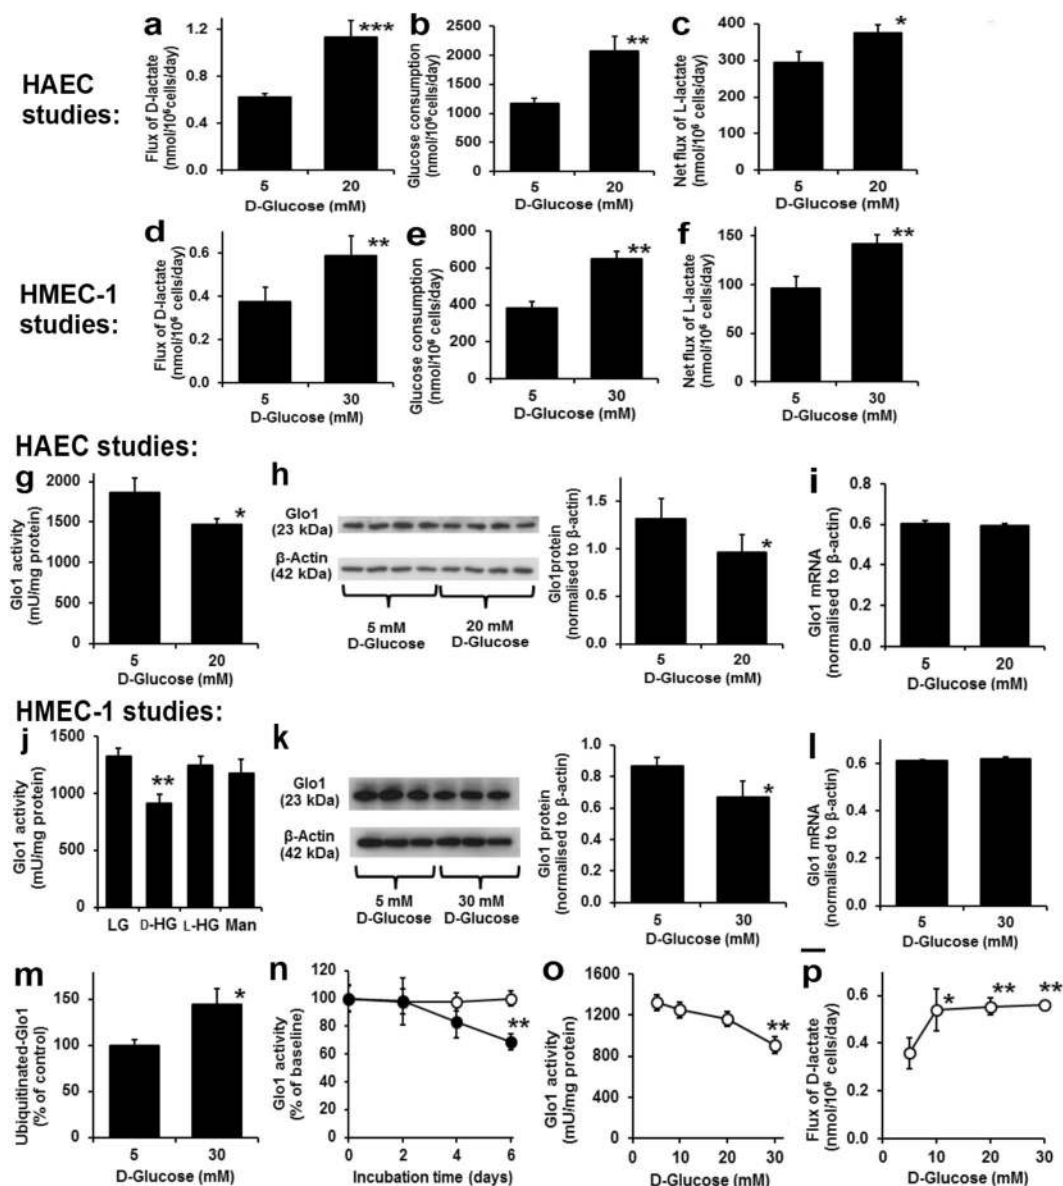 HAEC
studies:
a
Flux of D-lactate
(nmol/10⁶cells/day)
1.2
0.9
0.6
0.3
0.0
***
5 20
D-Glucose (mM)
b
Glucose consumption
(nmol/10⁶cells/day)
2500
2000
1500
1000
500
0
**
5 20
D-Glucose (mM)
c
Net flux of L-lactate
(nmol/10⁶ cells/day)
400
300
200
100
0
*
5 20
D-Glucose (mM)
HMEC-1
studies:
d
Flux of D-lactate
(nmol/10⁶ cells/day)
0.6
0.4
0.2
0.0
**
5 30
D-Glucose (mM)
e
Glucose consumption
(nmol/10⁶ cells/day)
800
600
400
200
0
**
5 30
D-Glucose (mM)
f
Net flux of L-lactate
(nmol/10⁶ cells/day)
150
100
50
0
**
5 30
D-Glucose (mM)
HAEC studies:
g
Glo1 activity
(mU/mg protein)
2000
1500
1000
500
0
*
5 20
D-Glucose (mM)
h
Glo1
(23 kDa)
β-Actin
(42 kDa)
5 mM
D-Glucose
20 mM
D-Glucose
Glo1protein
(normalised to β-actin)
1.5
1.0
0.5
0.0
*
5 20
D-Glucose (mM)
i
Glo1 mRNA
(normalised to β-actin)
0.8
0.6
0.4
0.2
0.0
5 20
D-Glucose (mM)
HMEC-1 studies:
j
Glo1 activity
(mU/mg protein)
1500
1000
500
0
**
LG D-HG L-HG Man
k
Glo1
(23 kDa)
β-Actin
(42 kDa)
5 mM
D-Glucose
30 mM
D-Glucose
Glo1 protein
(normalised to β-actin)
1.0
0.8
0.6
0.4
0.2
0.0
*
5 30
D-Glucose (mM)
l
Glo1 mRNA
(normalised to β-actin)
0.6
0.4
0.2
0.0
5 30
D-Glucose (mM)
m
Ubiquitinated-Glo1
(% of control)
150
100
50
0
*
5 30
D-Glucose (mM)
n
Glo1 activity
(% of baseline)
120
100
80
60
40
20
0
**
0 2 4 6
Incubation time (days)
o
Glo1 activity
(mU/mg protein)
1600
1200
800
400
0
**
0 10 20 30
D-Glucose (mM)
p
Flux of D-lactate
(nmol/10⁶ cells/day)
0.6
0.4
0.2
0.0
* ** **
0 10 20 30
D-Glucose (mM)